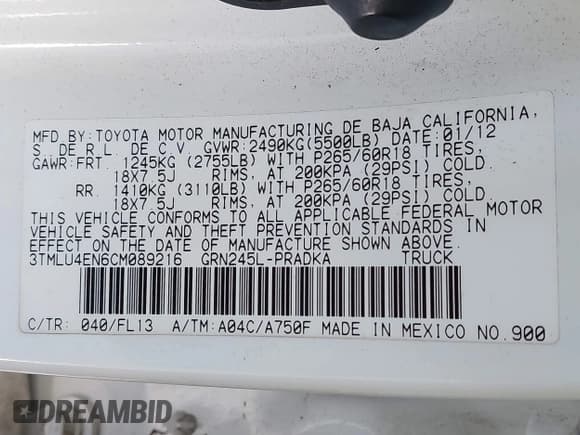 MFD BY:TOYOTA MOTOR MANUFACTURING DE BAJA CALIFORNIA,
S. DE R.L. DE C.V. GVWR:2490KG(5500LB) DATE:01/12
GAWR:FRT. 1245KG (2755LB) WITH P265/60R18 TIRES,
18X7.5J RIMS, AT 200KPA (29PSI) COLD.
RR. 1410KG (3110LB) WITH P265/60R18 TIRES,
18X7.5J RIMS, AT 200KPA (29PSI) COLD.
THIS VEHICLE CONFORMS TO ALL APPLICABLE FEDERAL MOTOR
VEHICLE SAFETY AND THEFT PREVENTION STANDARDS IN
EFFECT ON THE DATE OF MANUFACTURE SHOWN ABOVE.
3TMLU4EN6CM089216 GRN245L-PRADKA TRUCK
C/TR: 040/FL13 A/TM:A04C/A750F MADE IN MEXICO NO.900
DREAMBID